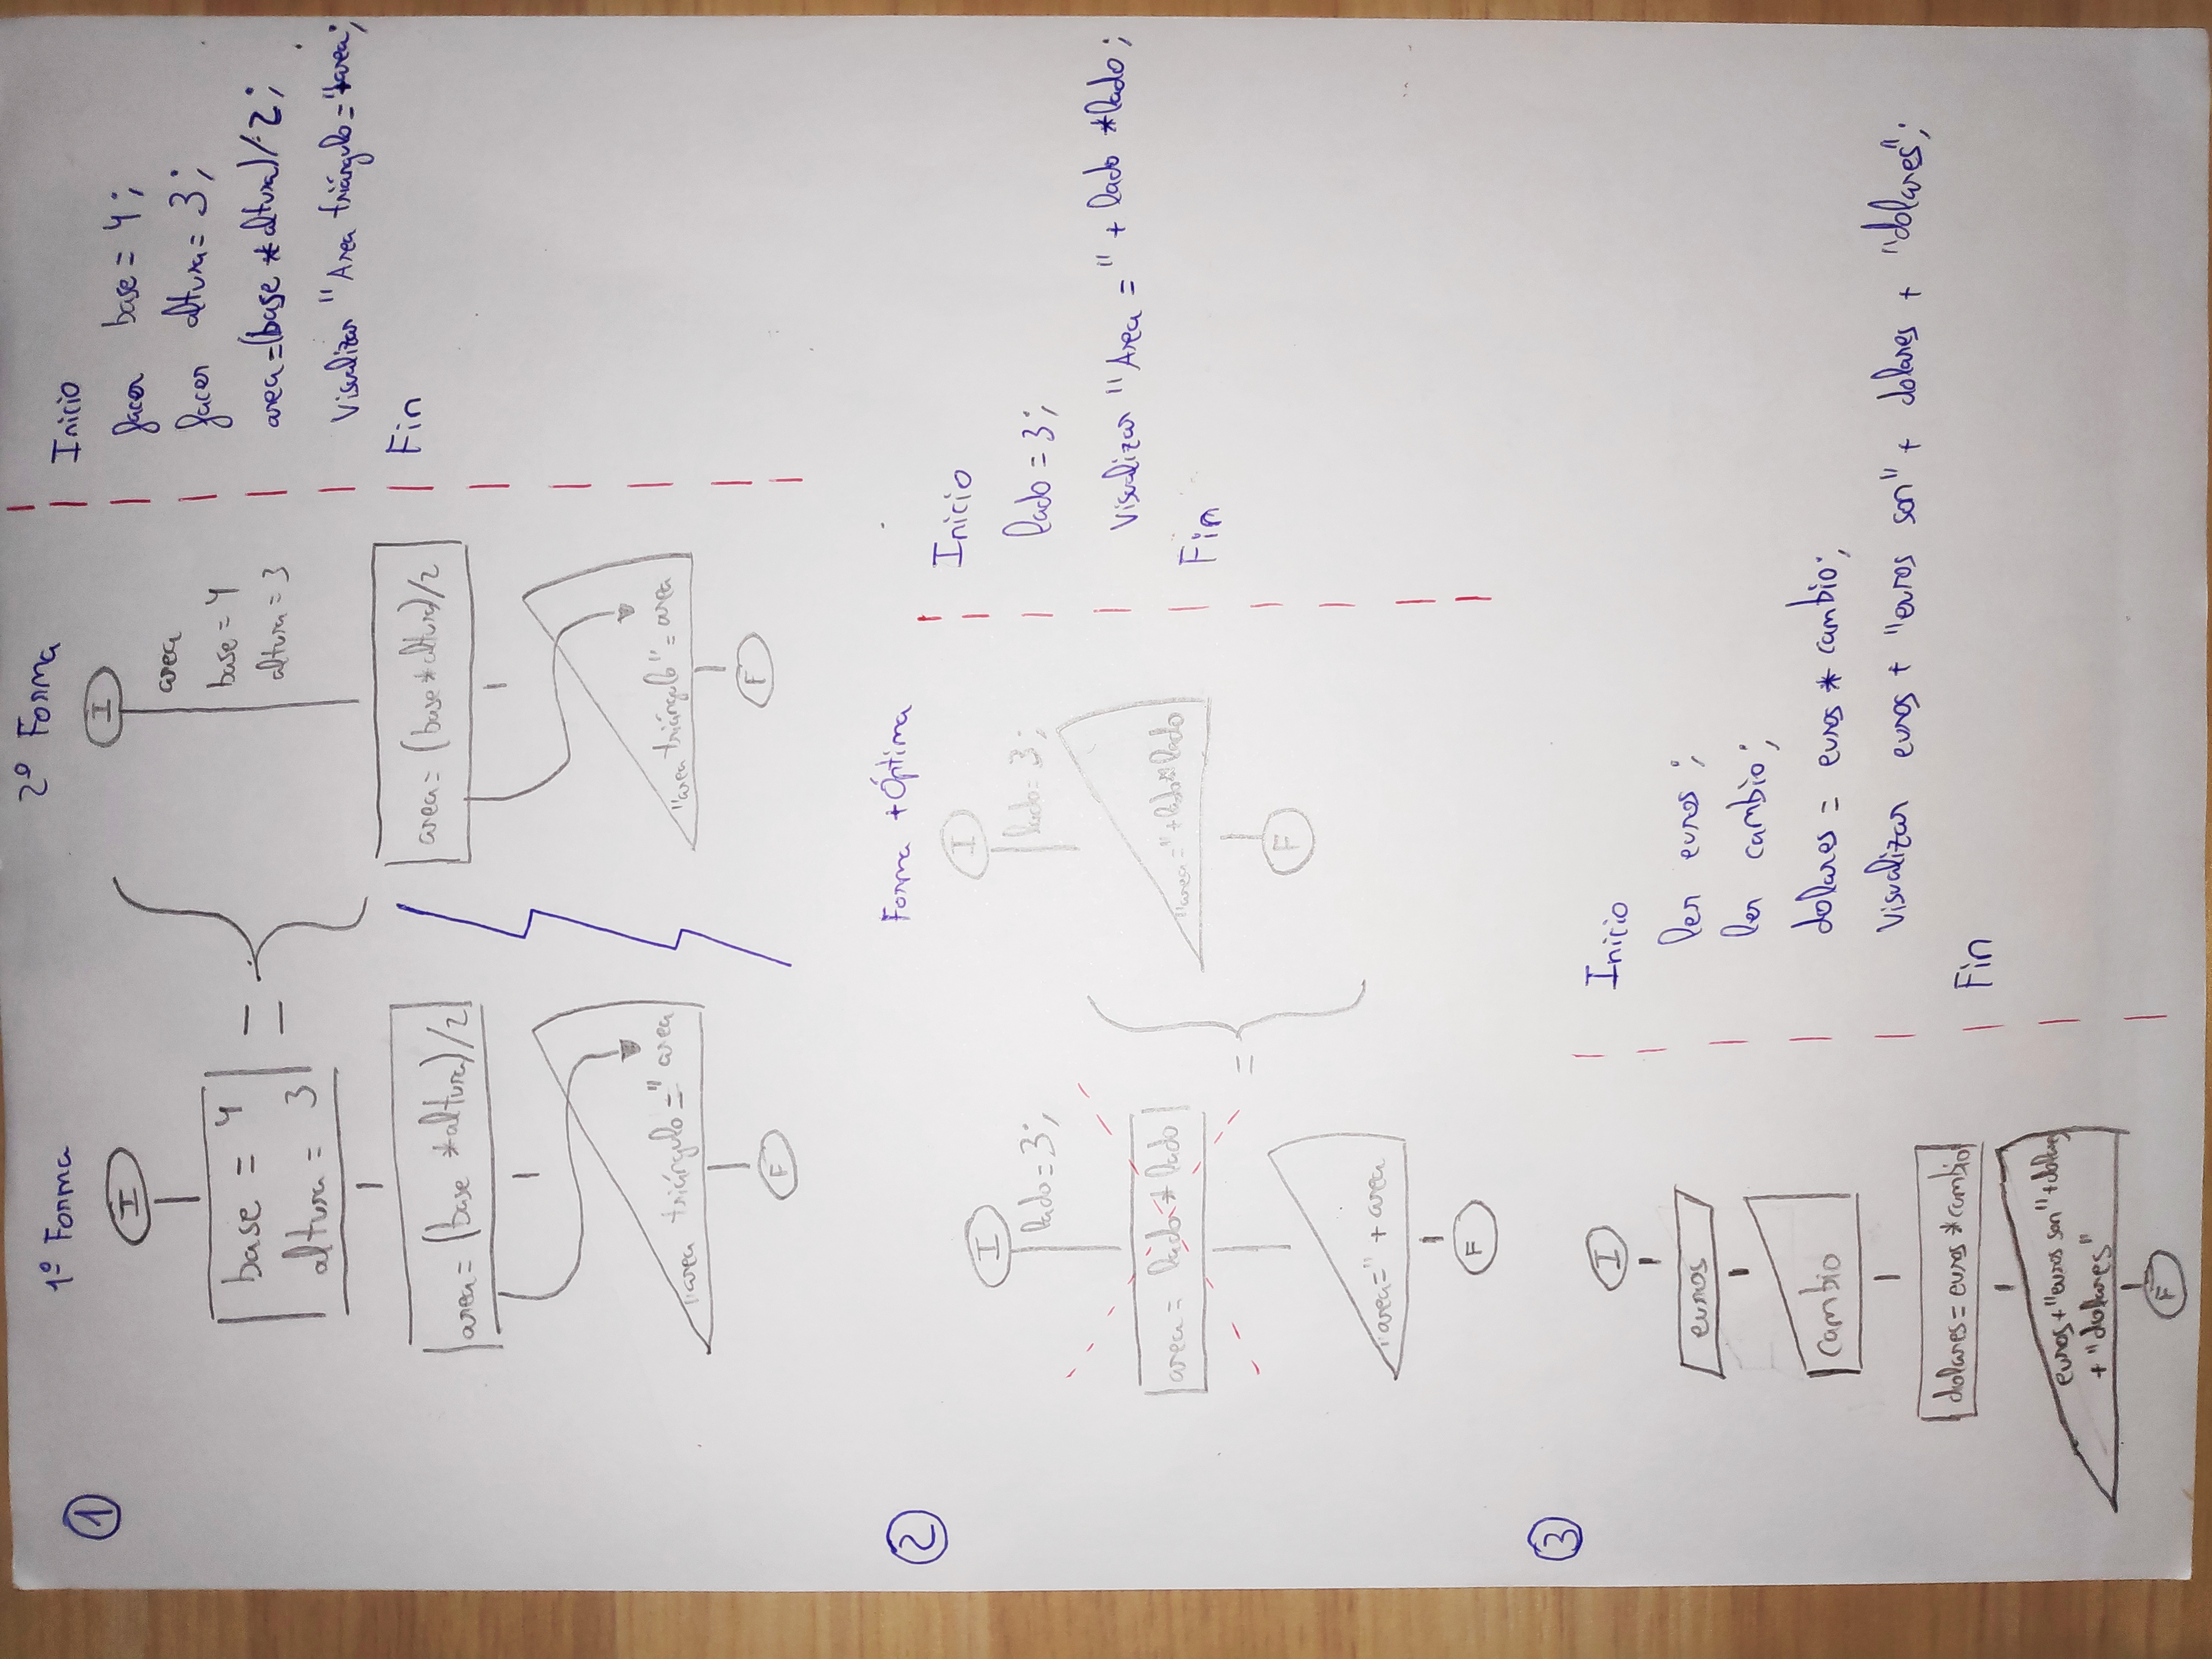 1
1º Forma
I
base = 4
altura = 3
=
area = (base * altura)/2
"area triángulo =" area
F
2º Forma
I
area
base = 4
altura = 3
area = (base * altura)/2
"area triángulo" = area
F
Inicio
facer base = 4;
facer altura = 3;
area = (base * altura)/2;
Visualizar "Area triángulo = "+area;
Fin
2
I
lado = 3;
area = lado * lado
"area=" + area
F
=
Forma + Óptima
I
lado = 3;
"area=" + lado*lado
F
Inicio
lado = 3;
Visualizar "Area = " + lado * lado;
Fin
3
I
euros
cambio
dolares = euros * cambio
euros + "euros son" + dolares
+ "dolares"
F
Inicio
ler euros;
ler cambio;
dolares = euros * cambio;
Visualizar euros + "euros son" + dolares + "dolares";
Fin